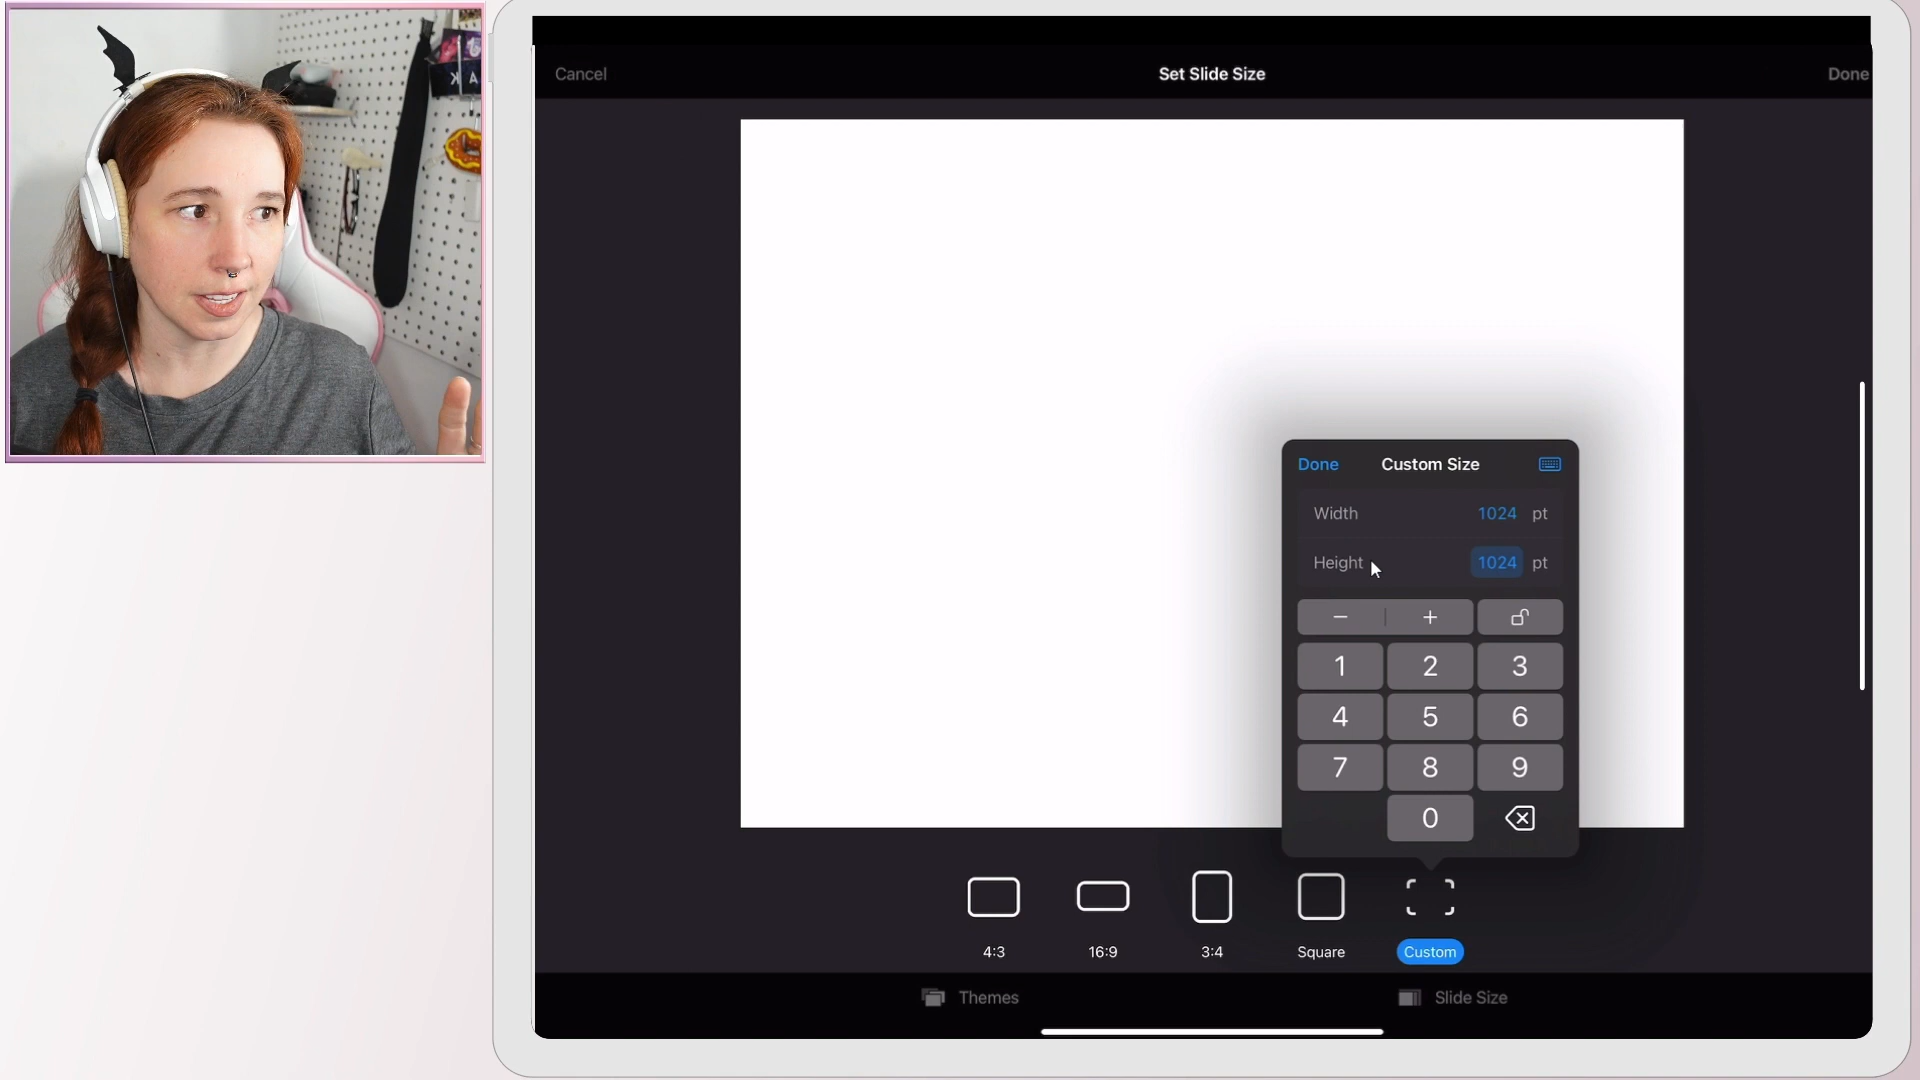 Cancel
Set Slide Size
Done
Done
Custom Size
Width 1024 pt
Height 1024 pt
− +
1 2 3
4 5 6
7 8 9
0
4:3 16:9 3:4 Square Custom
Themes
Slide Size